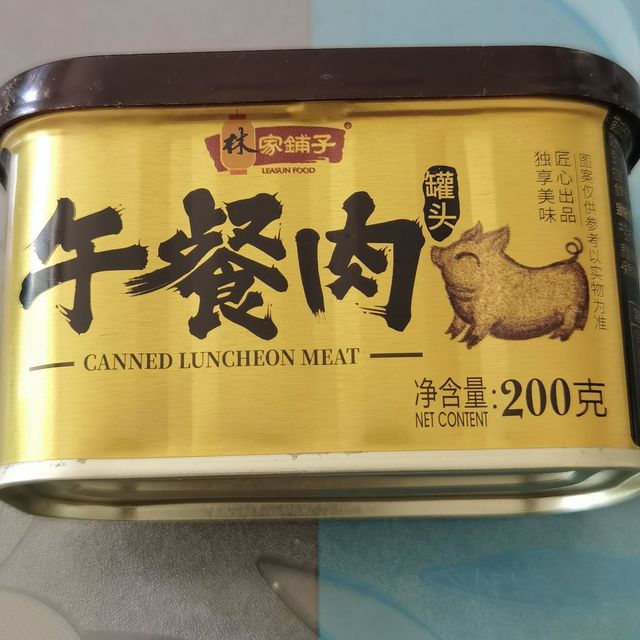 林家鋪子®
LEASUN FOOD
午餐肉
罐头
CANNED LUNCHEON MEAT
匠心出品
独享美味
图案仅供参考以实物为准
净含量:200克
NET CONTENT